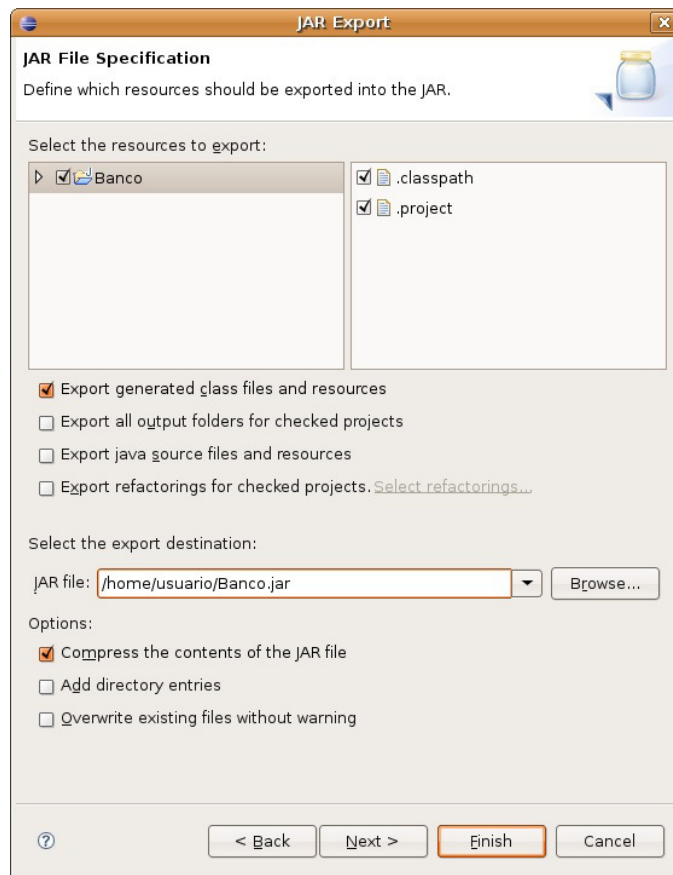 JAR Export
JAR File Specification
Define which resources should be exported into the JAR.
Select the resources to export:
Banco
.classpath
.project
Export generated class files and resources
Export all output folders for checked projects
Export java source files and resources
Export refactorings for checked projects. Select refactorings...
Select the export destination:
JAR file: /home/usuario/Banco.jar Browse...
Options:
Compress the contents of the JAR file
Add directory entries
Overwrite existing files without warning
< Back Next > Finish Cancel